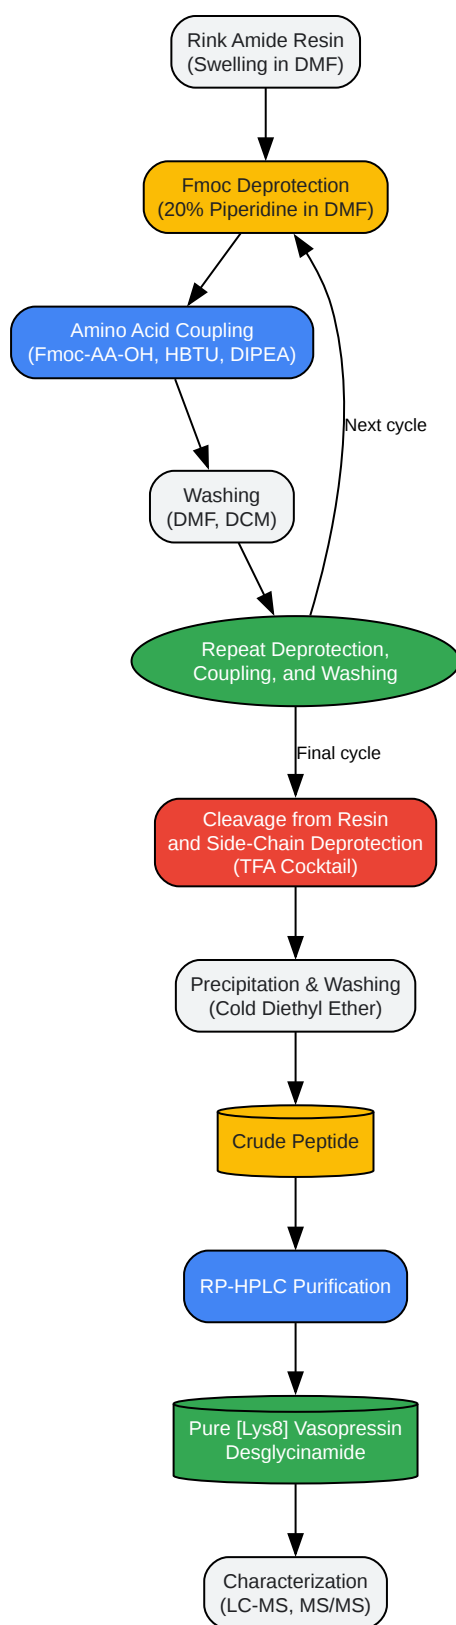 Rink Amide Resin
(Swelling in DMF)
Fmoc Deprotection
(20% Piperidine in DMF)
Amino Acid Coupling
(Fmoc-AA-OH, HBTU, DIPEA)
Next cycle
Washing
(DMF, DCM)
Repeat Deprotection,
Coupling, and Washing
Final cycle
Cleavage from Resin
and Side-Chain Deprotection
(TFA Cocktail)
Precipitation & Washing
(Cold Diethyl Ether)
Crude Peptide
RP-HPLC Purification
Pure [Lys8] Vasopressin
Desglycinamide
Characterization
(LC-MS, MS/MS)